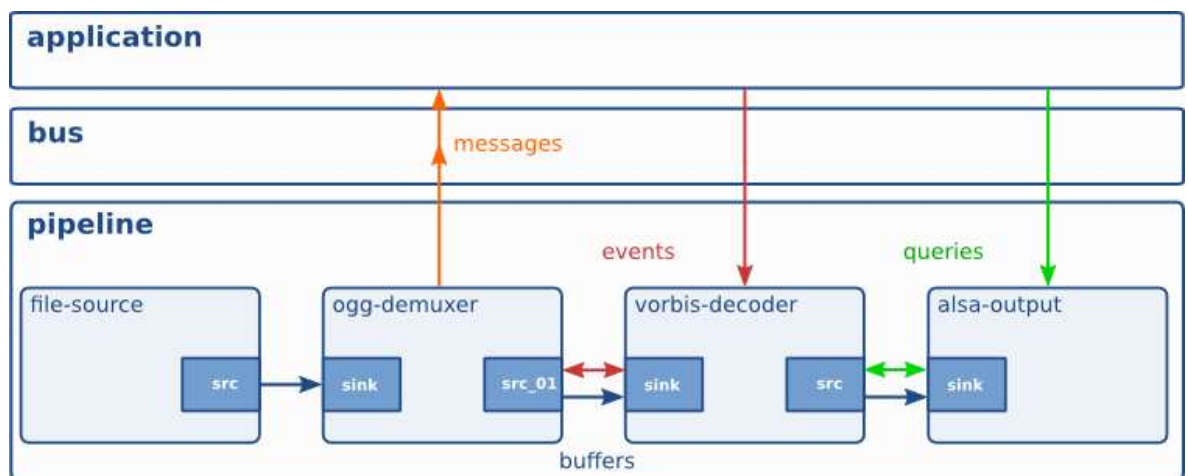 application
bus
messages
pipeline
events
queries
file-source
ogg-demuxer
vorbis-decoder
alsa-output
src
sink
src_01
sink
src
sink
buffers